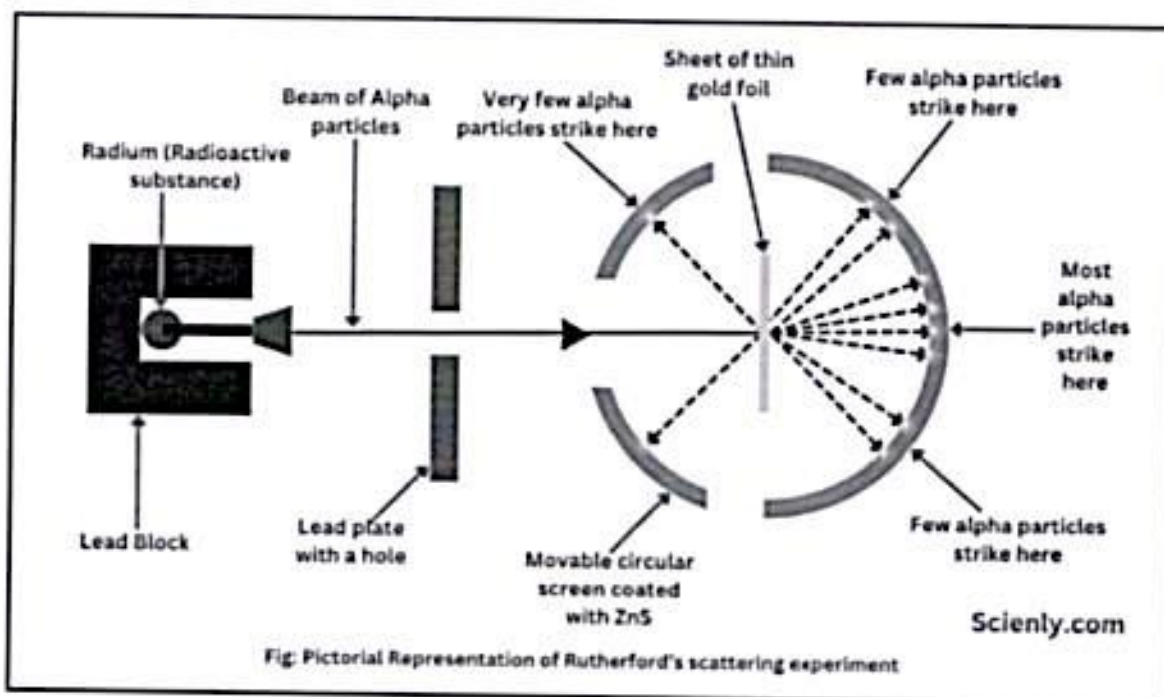 Sheet of thin
gold foil
Few alpha particles
strike here
Beam of Alpha
particles
Very few alpha
particles strike here
Radium (Radioactive
substance)
Most
alpha
particles
strike
here
Lead Block
Lead plate
with a hole
Movable circular
screen coated
with ZnS
Few alpha particles
strike here
Scienly.com
Fig: Pictorial Representation of Rutherford's scattering experiment